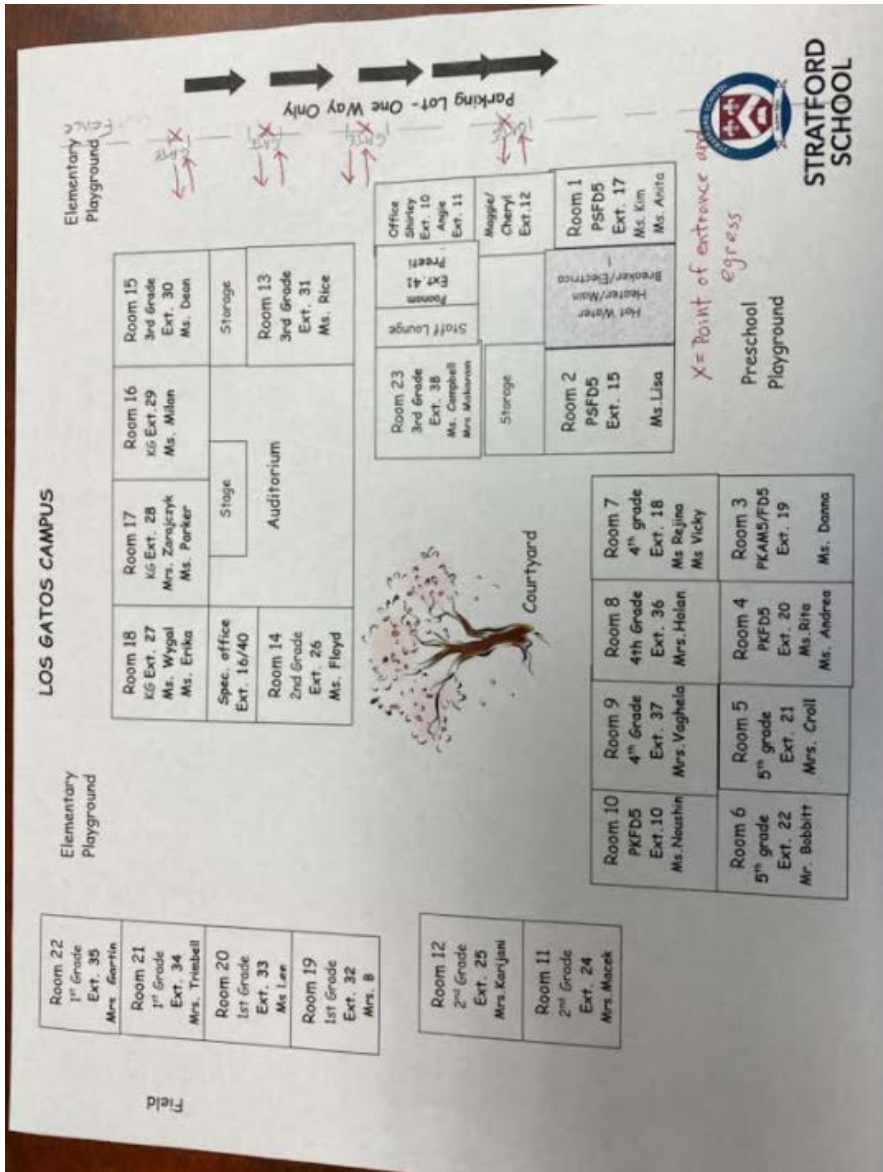 LOS GATOS CAMPUS
Elementary
Playground
Elementary
Playground
Fence
Field
Room 22
1st Grade
Ext. 35
Mrs Gartin
Room 21
1st Grade
Ext. 34
Mrs. Trimbell
Room 20
1st Grade
Ext. 33
Ms Lee
Room 19
1st Grade
Ext. 32
Mrs. B
Room 12
2nd Grade
Ext. 25
Mrs.Karijani
Room 11
2nd Grade
Ext. 24
Mrs.Macek
Room 18
KG Ext. 27
Ms. Wygal
Ms. Erika
Room 17
KG Ext. 28
Mrs. Zarajczyk
Ms. Parker
Room 16
KG Ext.29
Ms. Milan
Room 15
3rd Grade
Ext. 30
Ms. Dean
Spec. office
Ext. 16/40
Stage
Storage
Room 14
2nd Grade
Ext. 26
Ms. Floyd
Auditorium
Room 13
3rd Grade
Ext. 31
Ms. Rice
Courtyard
Room 23
3rd Grade
Ext. 38
Ms. Campbell
Mrs Makaram
Staff Lounge
Poonam
Ext.41
Preeti
Office
Shirley
Ext. 10
Angie
Ext. 11
Storage
Maggie/
Cheryl
Ext.12
Room 2
PSFD5
Ext. 15
Ms.Lisa
Hot Water
Heater/Main
Breaker/Electrica
l
Room 1
PSFD5
Ext. 17
Ms. Kim
Ms. Anita
Room 10
PKFD5
Ext.10
Ms.Noushin
Room 9
4th Grade
Ext. 37
Mrs.Vaghela
Room 8
4th Grade
Ext. 36
Mrs.Holan
Room 7
4th grade
Ext. 18
Ms Rejina
Ms Vicky
Room 6
5th grade
Ext. 22
Mr. Bobbitt
Room 5
5th grade
Ext. 21
Mrs. Croll
Room 4
PKFD5
Ext. 20
Ms.Rita
Ms. Andrea
Room 3
PKAM5/FD5
Ext. 19
Ms. Danna
Parking Lot - One Way Only
X
GATE
X
GATE
X
GATE
X
GATE
X = Point of entrance and
egress
Preschool
Playground
STRATFORD
SCHOOL